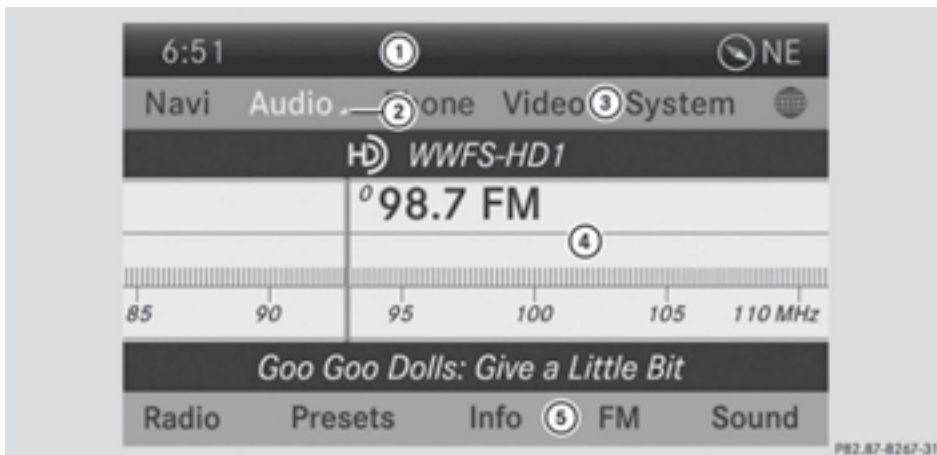 6:51 1 NE
Navi Audio 2 Phone Video 3 System
HD WWFS-HD1
0 98.7 FM
4
85 90 95 100 105 110 MHz
Goo Goo Dolls: Give a Little Bit
Radio Presets Info 5 FM Sound
P82.87-8267-31